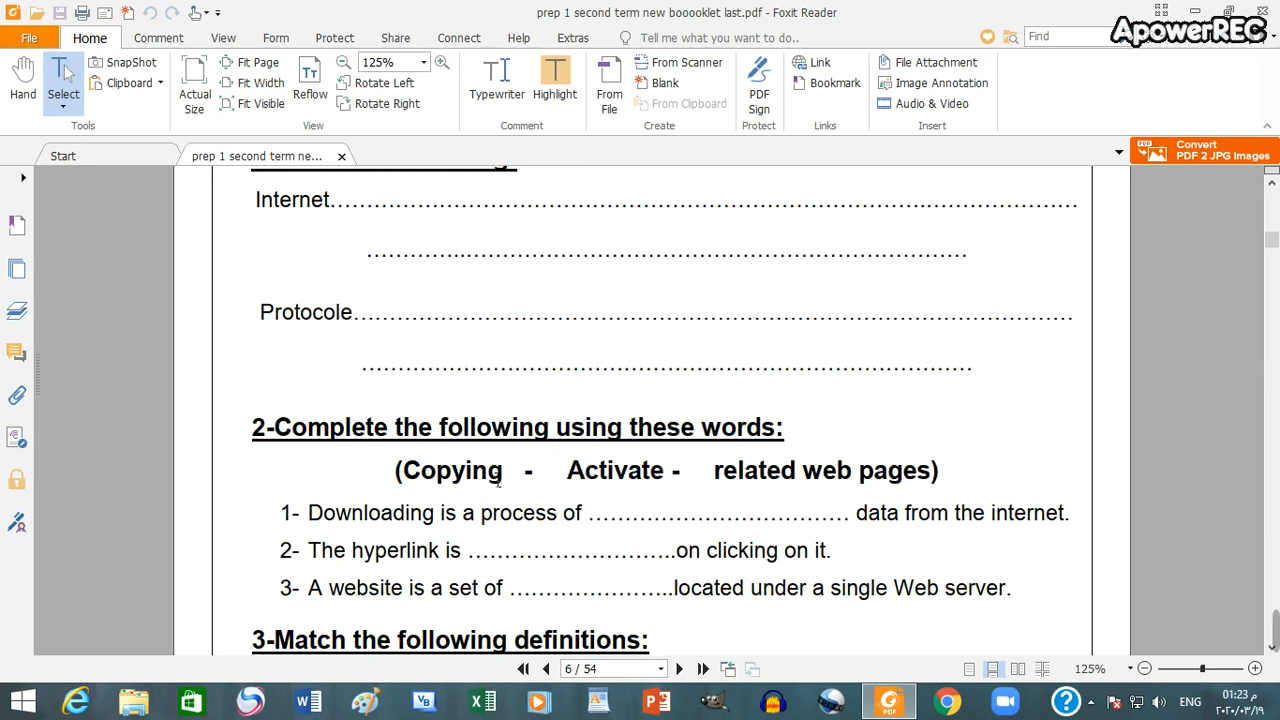 prep 1 second term new booooklet last.pdf - Foxit Reader
ApowerREC
File Home Comment View Form Protect Share Connect Help Extras Tell me what you want to do.. Find
Hand
Select
SnapShot
Clipboard
Tools
Actual Size
Fit Page
Fit Width
Fit Visible
Reflow
125%
Rotate Left
Rotate Right
View
Typewriter
Highlight
Comment
From File
From Scanner
Blank
From Clipboard
Create
PDF Sign
Protect
Link
Bookmark
Links
File Attachment
Image Annotation
Audio & Video
Insert
Start
prep 1 second term ne...
Convert
PDF 2 JPG Images
Internet……………………………………………………………………………………
…………..……………………………………………………………
Protocole……………………………………………………………………………………
………………………………………………………………………
2-Complete the following using these words:
(Copying - Activate - related web pages)
1- Downloading is a process of ……………………………… data from the internet.
2- The hyperlink is ……………………..on clicking on it.
3- A website is a set of …………………..located under a single Web server.
3-Match the following definitions:
6 / 54
125%
ENG
01:23 م
٢٠٢٠/٠٣/١٩